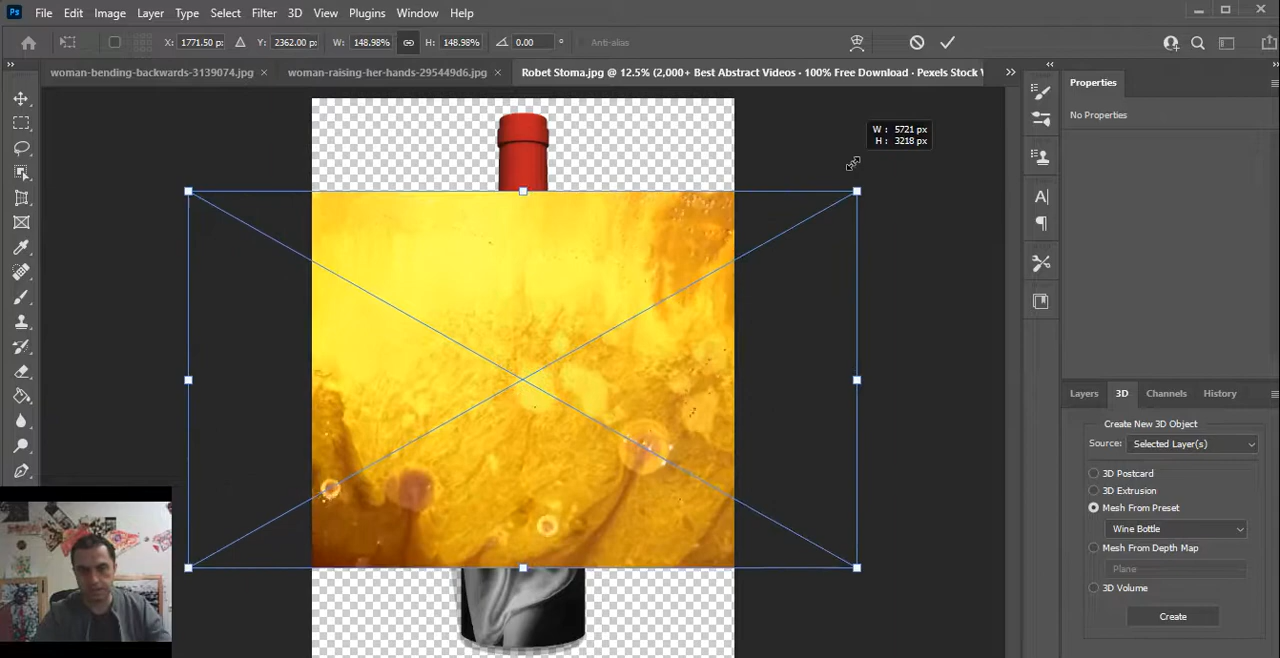 Ps File Edit Image Layer Type Select Filter 3D View Plugins Window Help
X: 1771.50 px Y: 2362.00 px W: 148.98% H: 148.98% 0.00 ° Anti-alias
woman-bending-backwards-3139074.jpg × woman-raising-her-hands-295449d6.jpg × Robet Stoma.jpg @ 12.5% (2,000+ Best Abstract Videos · 100% Free Download · Pexels Stock V
Properties
No Properties
W : 5721 px
H : 3218 px
Layers 3D Channels History
Create New 3D Object
Source: Selected Layer(s)
3D Postcard
3D Extrusion
Mesh From Preset
Wine Bottle
Mesh From Depth Map
Plane
3D Volume
Create